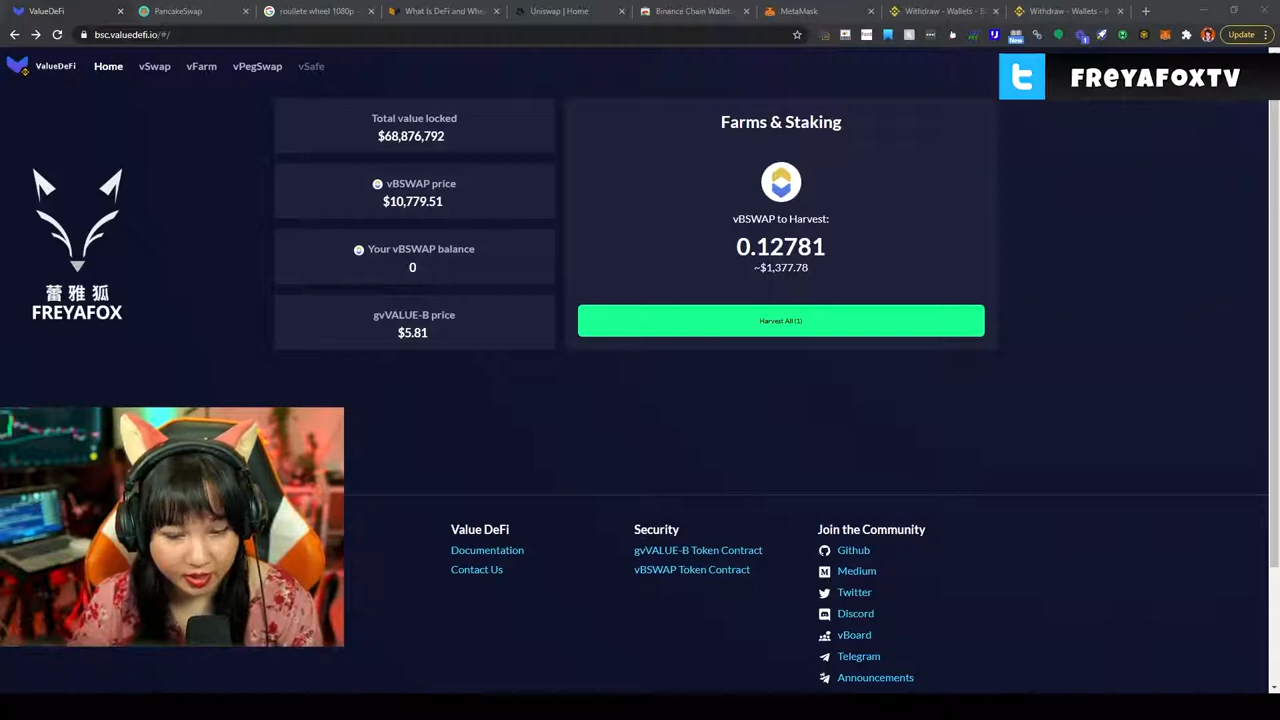 ValueDeFi
PancakeSwap
roullete wheel 1080p -
What Is DeFi and Whe
Uniswap | Home
Binance Chain Wallet -
MetaMask
Withdraw - Wallets - B
Withdraw - Wallets - B
bsc.valuedefi.io/#/
New
1
Update
ValueDeFi
Home
vSwap
vFarm
vPegSwap
vSafe
FREYAFOXTV
Total value locked
$68,876,792
vBSWAP price
$10,779.51
Your vBSWAP balance
0
gvVALUE-B price
$5.81
Farms & Staking
vBSWAP to Harvest:
0.12781
~$1,377.78
Harvest All (1)
蕾雅狐
FREYAFOX
Value DeFi
Documentation
Contact Us
Security
gvVALUE-B Token Contract
vBSWAP Token Contract
Join the Community
Github
Medium
Twitter
Discord
vBoard
Telegram
Announcements